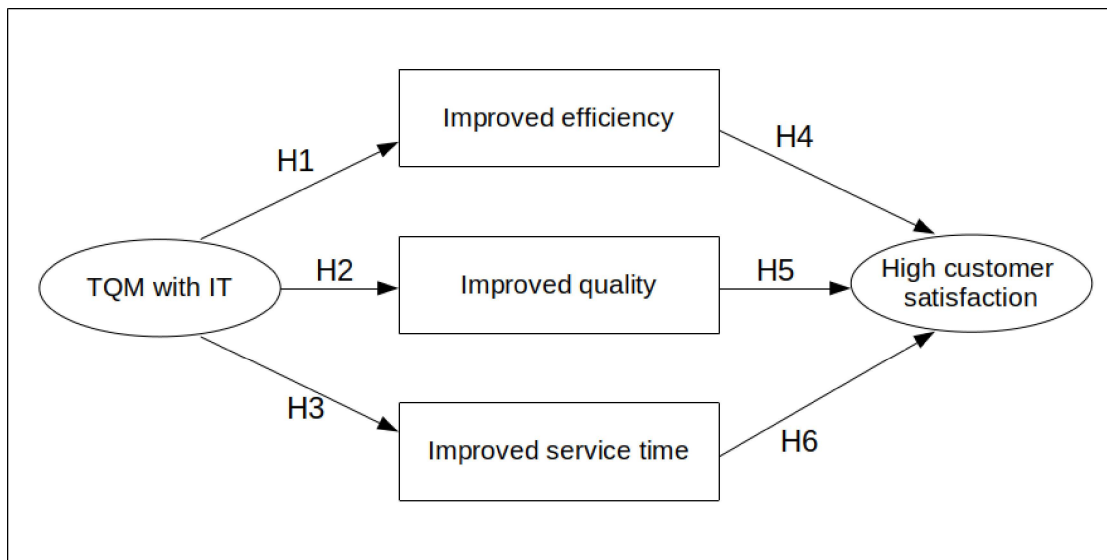 Improved efficiency
H1
H4
TQM with IT
H2
Improved quality
H5
High customer
satisfaction
H3
Improved service time
H6